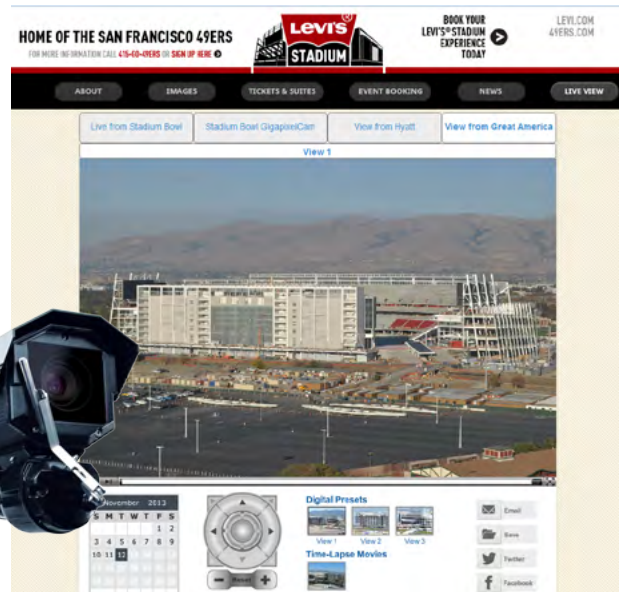 HOME OF THE SAN FRANCISCO 49ERS
FOR MORE INFORMATION CALL 415-GO-49ERS OR SIGN UP HERE
LEVI'S®
STADIUM
BOOK YOUR
LEVI'S® STADIUM
EXPERIENCE
TODAY
LEVI.COM
49ERS.COM
ABOUT
IMAGES
TICKETS & SUITES
EVENT BOOKING
NEWS
LIVE VIEW
Live from Stadium Bowl
Stadium Bowl GigapixelCam
View from Hyatt
View from Great America
View 1
November 2013
S M T W T F S
1 2
3 4 5 6 7 8 9
10 11 12
Reset
Digital Presets
View 1
View 2
View 3
Time-Lapse Movies
Email
Save
Twitter
Facebook